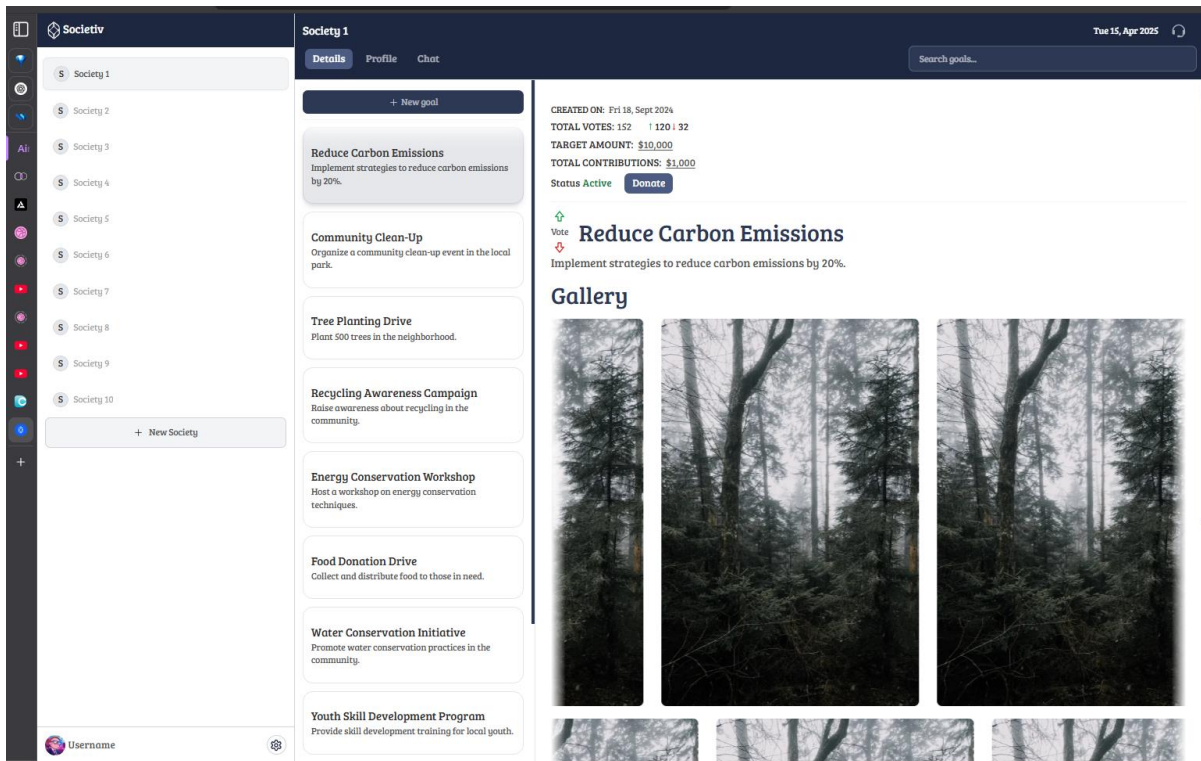 Societiv
S Society 1
S Society 2
S Society 3
S Society 4
S Society 5
S Society 6
S Society 7
S Society 8
S Society 9
S Society 10
+ New Society
Username
Society 1
Tue 15, Apr 2025
Details Profile Chat
Search goals...
+ New goal
Reduce Carbon Emissions
Implement strategies to reduce carbon emissions
by 20%.
Community Clean-Up
Organize a community clean-up event in the local
park.
Tree Planting Drive
Plant 500 trees in the neighborhood.
Recycling Awareness Campaign
Raise awareness about recycling in the
community.
Energy Conservation Workshop
Host a workshop on energy conservation
techniques.
Food Donation Drive
Collect and distribute food to those in need.
Water Conservation Initiative
Promote water conservation practices in the
community.
Youth Skill Development Program
Provide skill development training for local youth.
CREATED ON: Fri 18, Sept 2024
TOTAL VOTES: 152 ↑ 120 ↓ 32
TARGET AMOUNT: $10,000
TOTAL CONTRIBUTIONS: $1,000
Status Active Donate
Vote
Reduce Carbon Emissions
Implement strategies to reduce carbon emissions by 20%.
Gallery